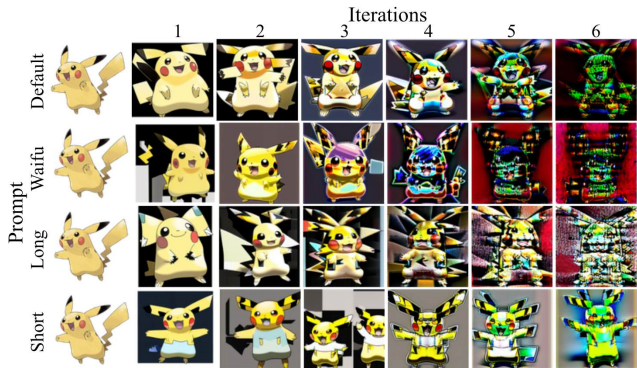 Iterations
1 2 3 4 5 6
Prompt
Default
Waifu
Long
Short